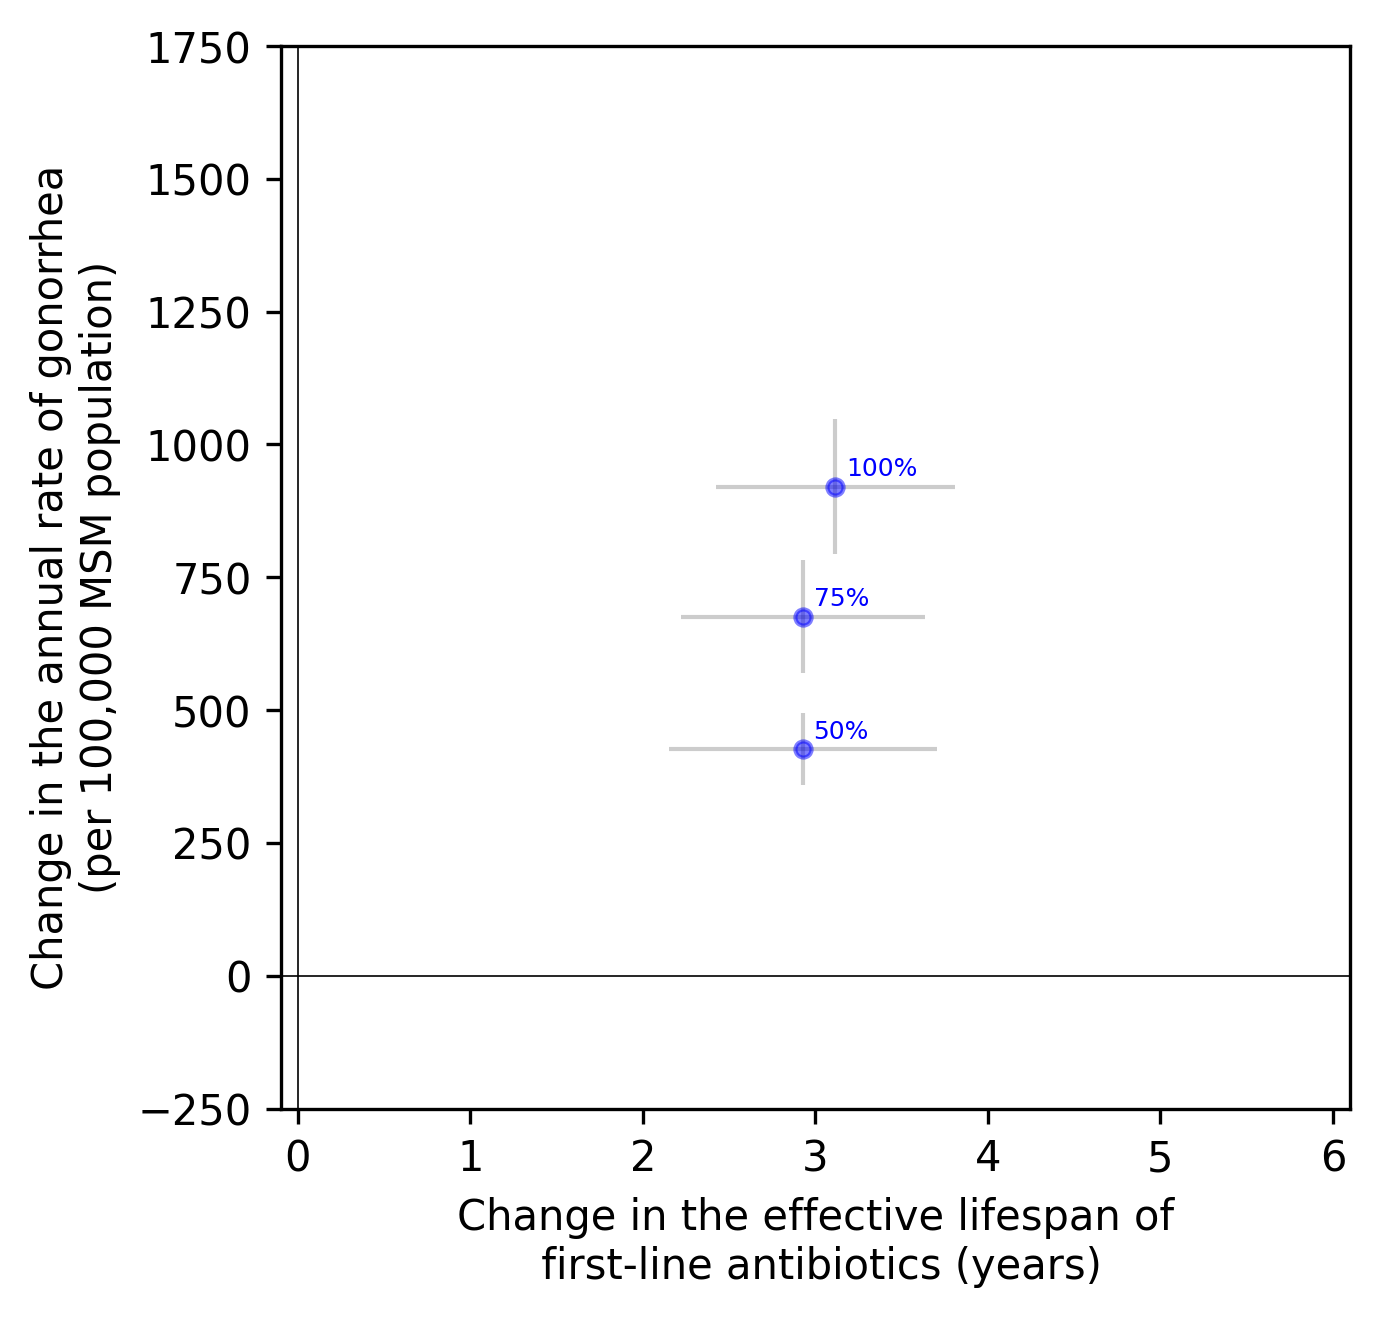 Change in the annual rate of gonorrhea
(per 100,000 MSM population)
1750
1500
1250
1000
750
500
250
0
−250
100%
75%
50%
0 1 2 3 4 5 6
Change in the effective lifespan of
first-line antibiotics (years)